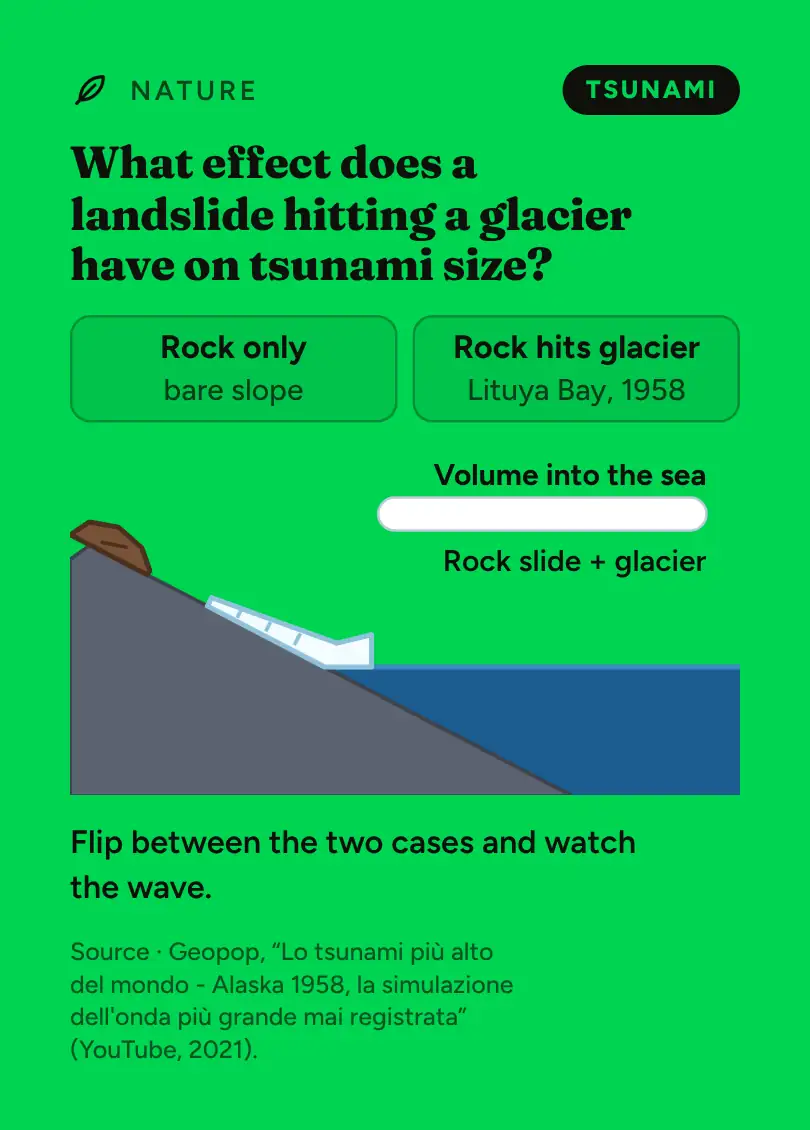 NATURE
TSUNAMI
What effect does a
landslide hitting a glacier
have on tsunami size?
Rock only
bare slope
Rock hits glacier
Lituya Bay, 1958
Volume into the sea
Rock slide + glacier
Flip between the two cases and watch
the wave.
Source · Geopop, “Lo tsunami più alto
del mondo - Alaska 1958, la simulazione
dell'onda più grande mai registrata”
(YouTube, 2021).